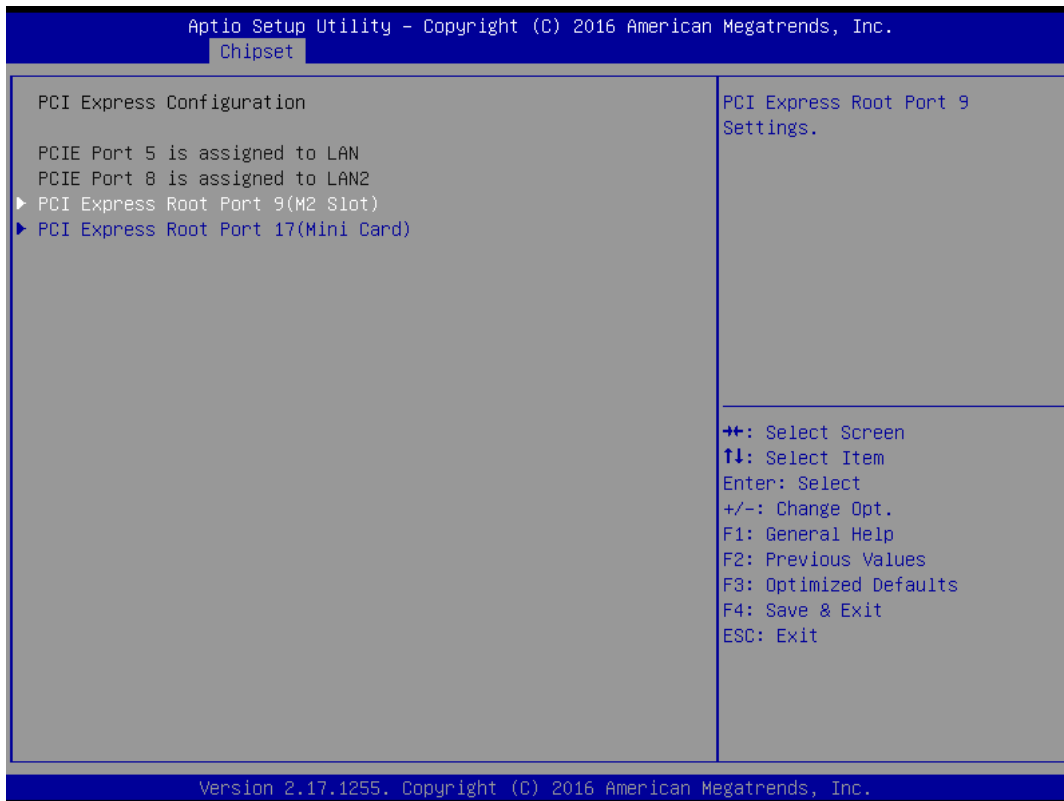 Aptio Setup Utility – Copyright (C) 2016 American Megatrends, Inc.
Chipset
PCI Express Configuration
PCIE Port 5 is assigned to LAN
PCIE Port 8 is assigned to LAN2
▶ PCI Express Root Port 9(M2 Slot)
▶ PCI Express Root Port 17(Mini Card)
PCI Express Root Port 9
Settings.
→←: Select Screen
↑↓: Select Item
Enter: Select
+/-: Change Opt.
F1: General Help
F2: Previous Values
F3: Optimized Defaults
F4: Save & Exit
ESC: Exit
Version 2.17.1255. Copyright (C) 2016 American Megatrends, Inc.